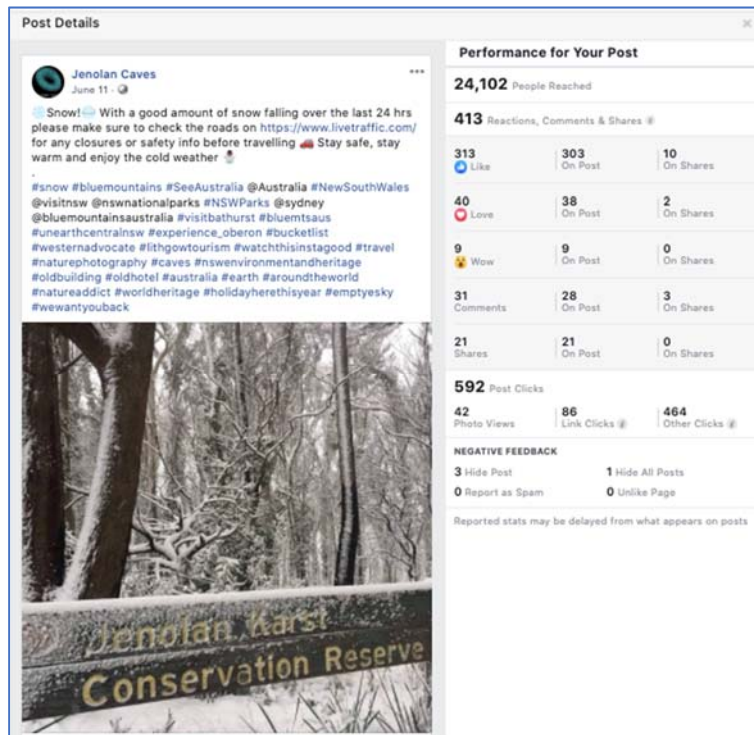 Post Details
Jenolan Caves
June 11
Snow! With a good amount of snow falling over the last 24 hrs
please make sure to check the roads on https://www.livetraffic.com/
for any closures or safety info before travelling Stay safe, stay
warm and enjoy the cold weather
.
#snow #bluemountains #SeeAustralia @Australia #NewSouthWales
@visitnsw @nswnationalparks #NSWParks @sydney
@bluemountainsaustralia #visitbathurst #bluemtsaus
#unearthcentralnsw #experience_oberon #bucketlist
#westernadvocate #lithgowtourism #watchthisinstagood #travel
#naturephotography #caves #nswenvironmentandheritage
#oldbuilding #oldhotel #australia #earth #aroundtheworld
#natureaddict #worldheritage #holidayherethisyear #emptyesky
#wewantyouback
Jenolan Karst
Conservation Reserve
Performance for Your Post
24,102 People Reached
413 Reactions, Comments & Shares
313 303 10
Like On Post On Shares
40 38 2
Love On Post On Shares
9 9 0
Wow On Post On Shares
31 28 3
Comments On Post On Shares
21 21 0
Shares On Post On Shares
592 Post Clicks
42 86 464
Photo Views Link Clicks Other Clicks
NEGATIVE FEEDBACK
3 Hide Post 1 Hide All Posts
0 Report as Spam 0 Unlike Page
Reported stats may be delayed from what appears on posts